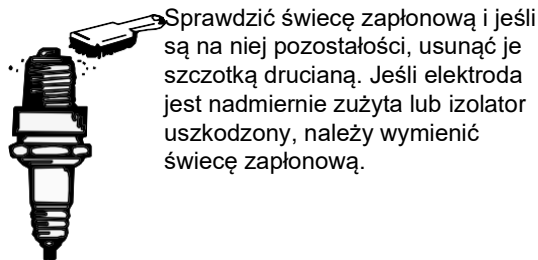 Sprawdzić świecę zapłonową i jeśli
są na niej pozostałości, usunąć je
szczotką drucianą. Jeśli elektroda
jest nadmiernie zużyta lub izolator
uszkodzony, należy wymienić
świecę zapłonową.